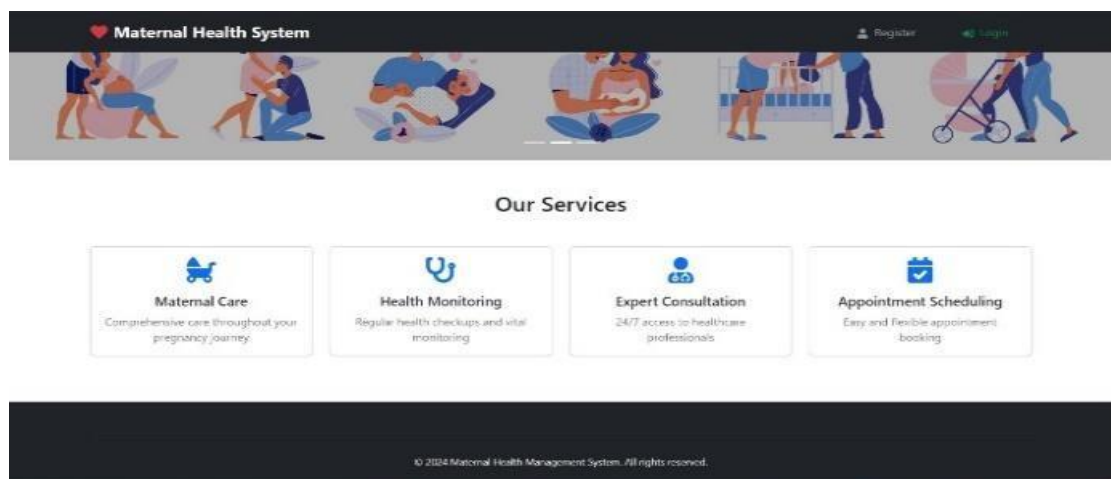 Maternal Health System
Register
Login
Our Services
Maternal Care
Comprehensive care throughout your
pregnancy journey
Health Monitoring
Regular health checkups and vital
monitoring
Expert Consultation
24/7 access to healthcare
professionals
Appointment Scheduling
Easy and flexible appointment
booking
© 2024 Maternal Health Management System. All rights reserved.